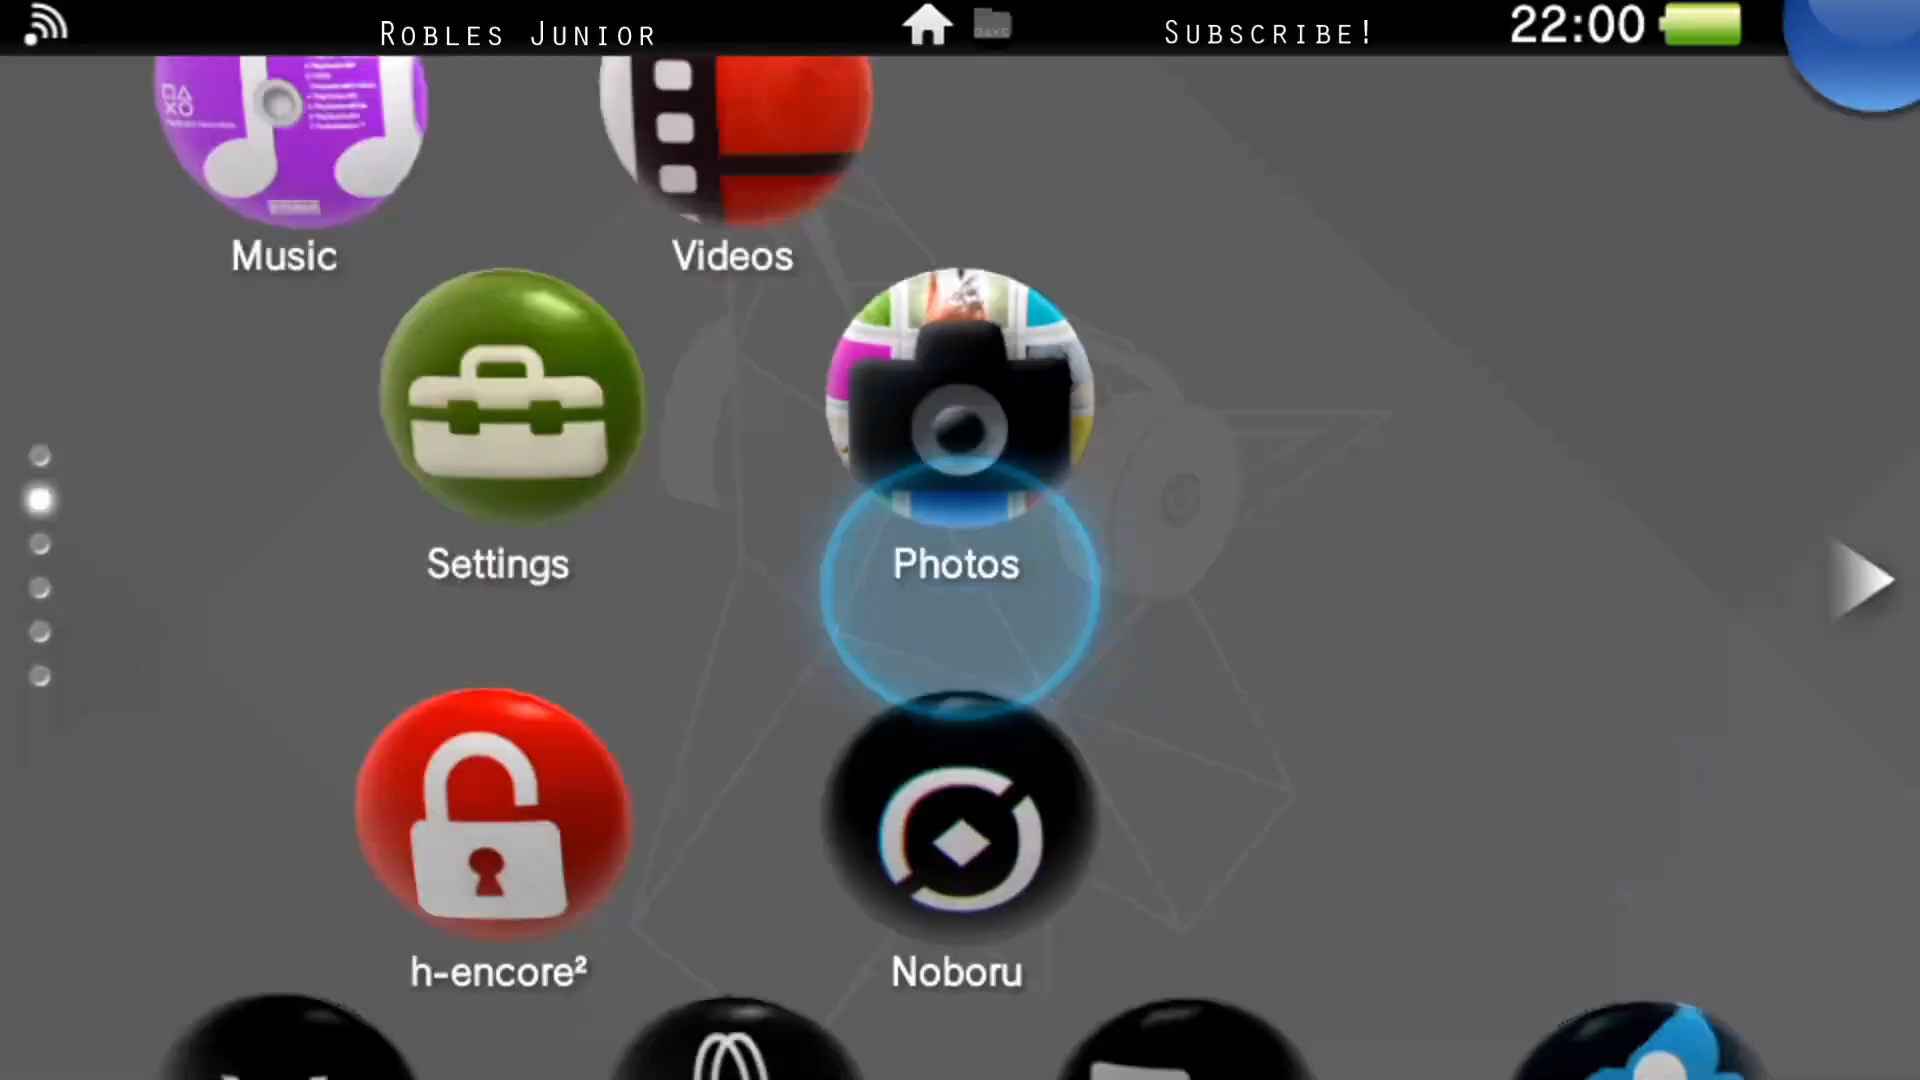 Robles Junior
Subscribe!
22:00
Music
Videos
Settings
Photos
h-encore²
Noboru